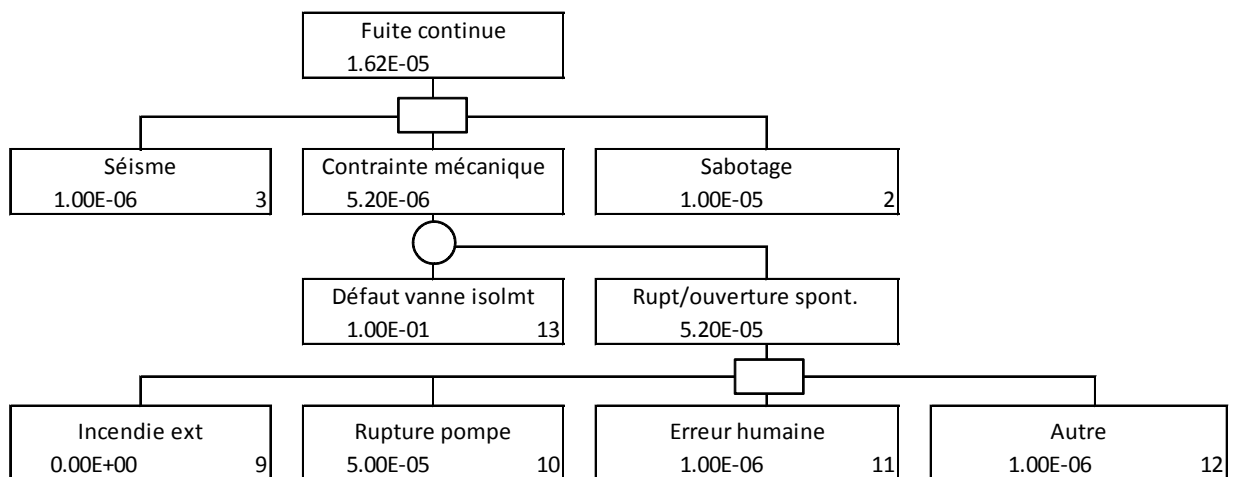 Fuite continue
1.62E-05
Séisme
1.00E-06 3
Contrainte mécanique
5.20E-06
Sabotage
1.00E-05 2
Défaut vanne isolmt
1.00E-01 13
Rupt/ouverture spont.
5.20E-05
Incendie ext
0.00E+00 9
Rupture pompe
5.00E-05 10
Erreur humaine
1.00E-06 11
Autre
1.00E-06 12